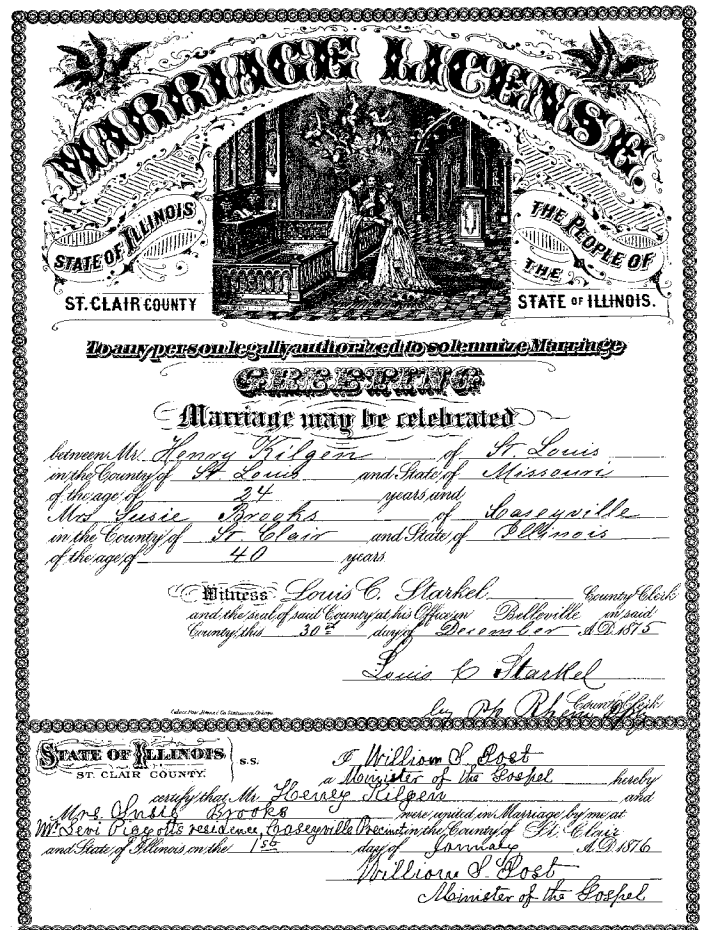 MARRIAGE LICENSE.
STATE OF ILLINOIS
ST. CLAIR COUNTY
THE PEOPLE OF
THE
STATE OF ILLINOIS.
To any person legally authorized to solemnize Marriage
GREETING
Marriage may be celebrated
between Mr. Henry Kilgen of St. Louis
in the County of St. Louis and State of Missouri
of the age of 24 years and
Mrs Susie Brooks of Caseyville
in the County of St Clair and State of Illinois
of the age of 40 years
Witness Louis C. Starkel County Clerk
and the seal of said County at his Office in Belleville in said
County this 30th day of December A.D. 1875
Louis C Starkel
County Clerk
by Ph
STATE OF ILLINOIS
ST. CLAIR COUNTY.
S.S.
I William S. Post
a Minister of the Gospel hereby
certify that Mr. Henry Kilgen and
Mrs. Susie Brooks were united in Marriage by me at
Mr Levi Piggotts residence, Caseyville Precinct in the County of St. Clair
and State of Illinois, on the 1st day of January A.D. 1876
William S. Post
Minister of the Gospel